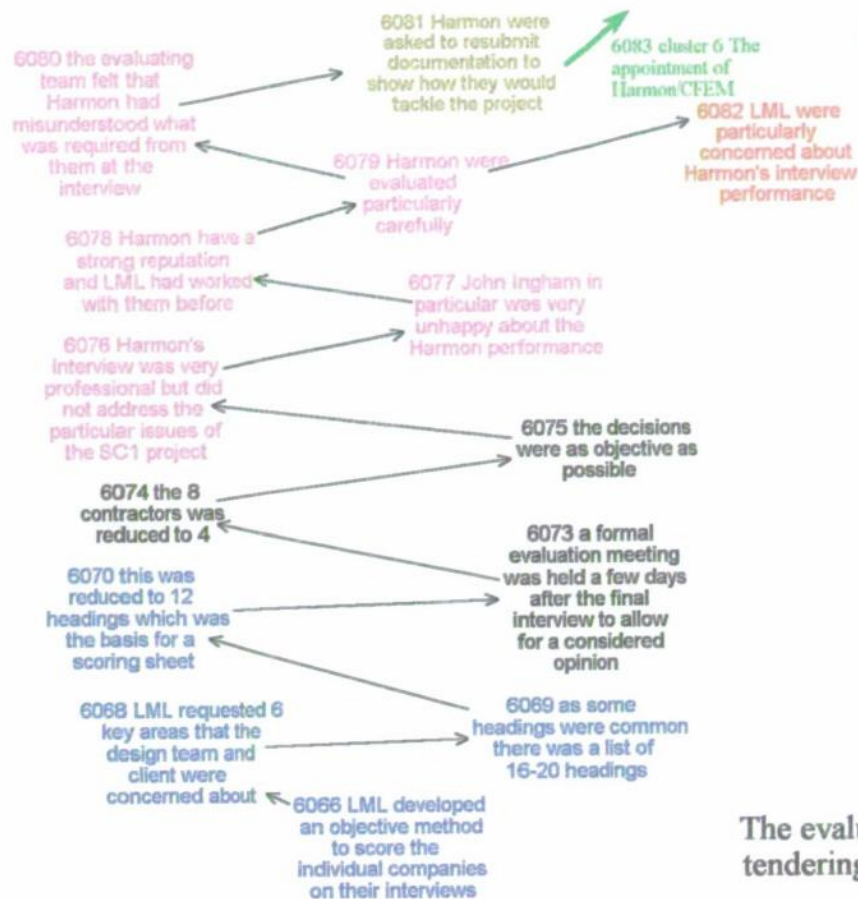 6081 Harmon were
asked to resubmit
documentation to
show how they would
tackle the project
6083 cluster 6 The
appointment of
Harmon/CFEM
6080 the evaluating
team felt that
Harmon had
misunderstood what
was required from
them at the
interview
6082 LML were
particularly
concerned about
Harmon's interview
performance
6079 Harmon were
evaluated
particularly
carefully
6078 Harmon have a
strong reputation
and LML had worked
with them before
6077 John Ingham in
particular was very
unhappy about the
Harmon performance
6076 Harmon's
interview was very
professional but did
not address the
particular issues of
the SC1 project
6075 the decisions
were as objective as
possible
6074 the 8
contractors was
reduced to 4
6073 a formal
evaluation meeting
was held a few days
after the final
interview to allow
for a considered
opinion
6070 this was
reduced to 12
headings which was
the basis for a
scoring sheet
6069 as some
headings were common
there was a list of
16-20 headings
6068 LML requested 6
key areas that the
design team and
client were
concerned about
6066 LML developed
an objective method
to score the
individual companies
on their interviews
The evalu
tendering